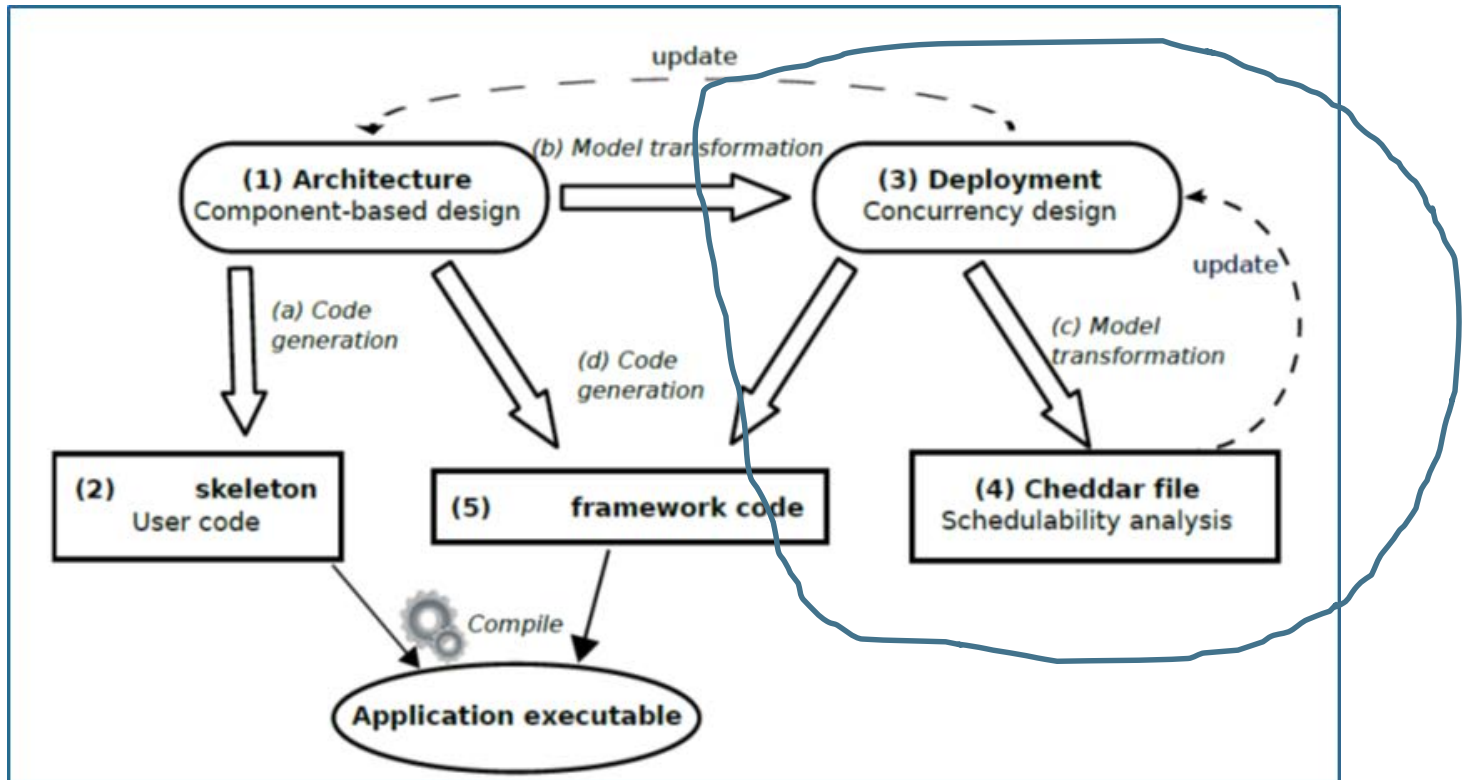 update
(b) Model transformation
(1) Architecture
Component-based design
(3) Deployment
Concurrency design
update
(a) Code
generation
(d) Code
generation
(c) Model
transformation
(2) skeleton
User code
(5) framework code
(4) Cheddar file
Schedulability analysis
Compile
Application executable